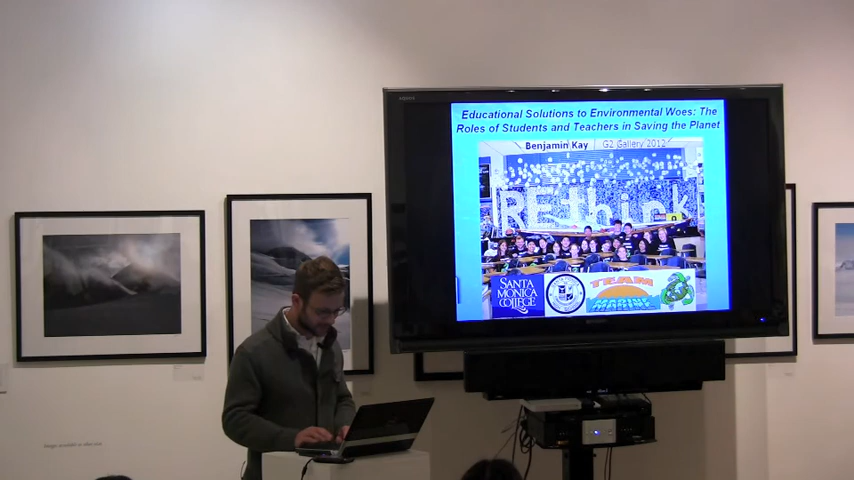 Educational Solutions to Environmental Woes: The
Roles of Students and Teachers in Saving the Planet
Benjamin Kay G2 Gallery 2012
REthink
SANTA
MONICA
COLLEGE
TEAM
MARINE